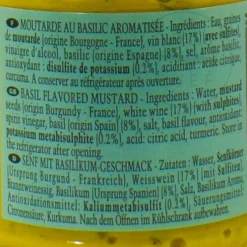 FR MOUTARDE AU BASILIC AROMATISÉE - Ingrédients : Eau, graines
de moutarde (origine Bourgogne - France), vin blanc (17%) avec sulfites,
vinaigre d'alcool, basilic (origine Espagne) (8%), sel, arôme basilic,
antioxydant : disulfite de potassium (0.2%), acidifiant : acide citrique,
curcuma. À conserver au réfrigérateur après ouverture.
GB BASIL FLAVORED MUSTARD - Ingredients : Water, mustard
seeds (origin Burgundy - France), white wine (17%) with sulphites,
spirit vinegar, basil (origin Spain) (8%), salt, basil flavour, antioxidant:
potassium metabisulphite (0.2%), acid: citric acid, turmeric. Store in
the refrigerator after opening.
D SENF MIT BASILIKUM-GESCHMACK - Zutaten : Wasser, Senfkörner
(Ursprung Burgund - Frankreich), Weisswein (17%) (mit Sulfiten),
Branntweinessig, Basilikum (Ursprung Spanien) (8%), Salz, Basilikum Aroma,
Antioxidationsmittel: Kaliummetabisulfit (0.2%), Säuerungsmittel:
Citronensäure, Kurkuma. Nach dem Öffnen im Kühlschrank aufbewahren.